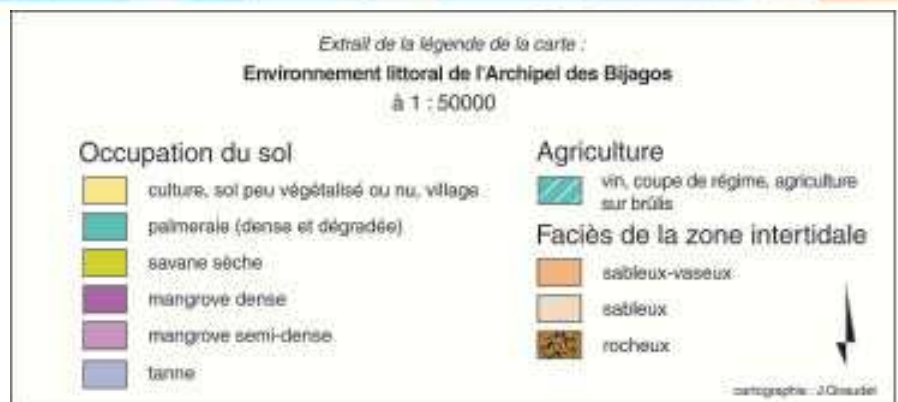 Extrait de la légende de la carte :
Environnement littoral de l'Archipel des Bijagos
à 1 : 50000
Occupation du sol
culture, sol peu végétalisé ou nu, village
palmeraie (dense et dégradée)
savane sèche
mangrove dense
mangrove semi-dense
tanne
Agriculture
vin, coupe de régime, agriculture
sur brûlis
Faciès de la zone intertidale
sableux-vaseux
sableux
rocheux
cartographie : J.Giraudet